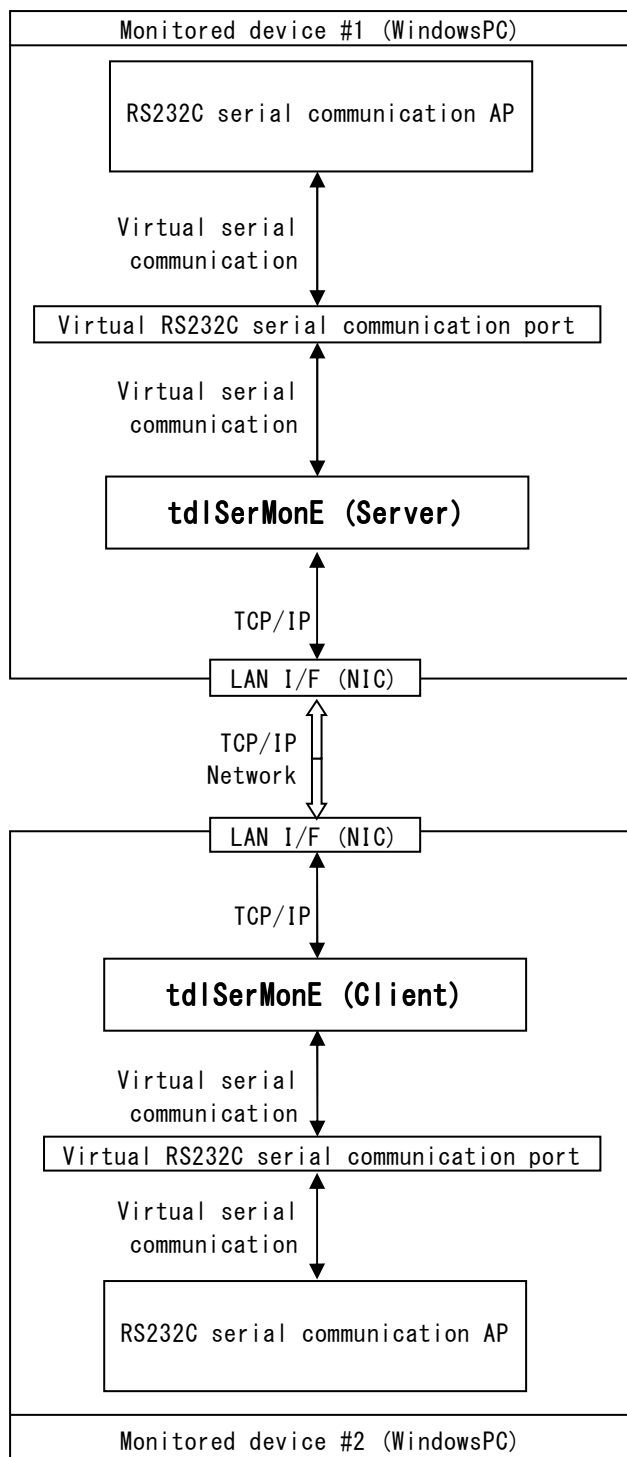 Monitored device #1 (WindowsPC)
RS232C serial communication AP
Virtual serial
communication
Virtual RS232C serial communication port
Virtual serial
communication
tdlSerMonE (Server)
TCP/IP
LAN I/F (NIC)
TCP/IP
Network
LAN I/F (NIC)
TCP/IP
tdlSerMonE (Client)
Virtual serial
communication
Virtual RS232C serial communication port
Virtual serial
communication
RS232C serial communication AP
Monitored device #2 (WindowsPC)